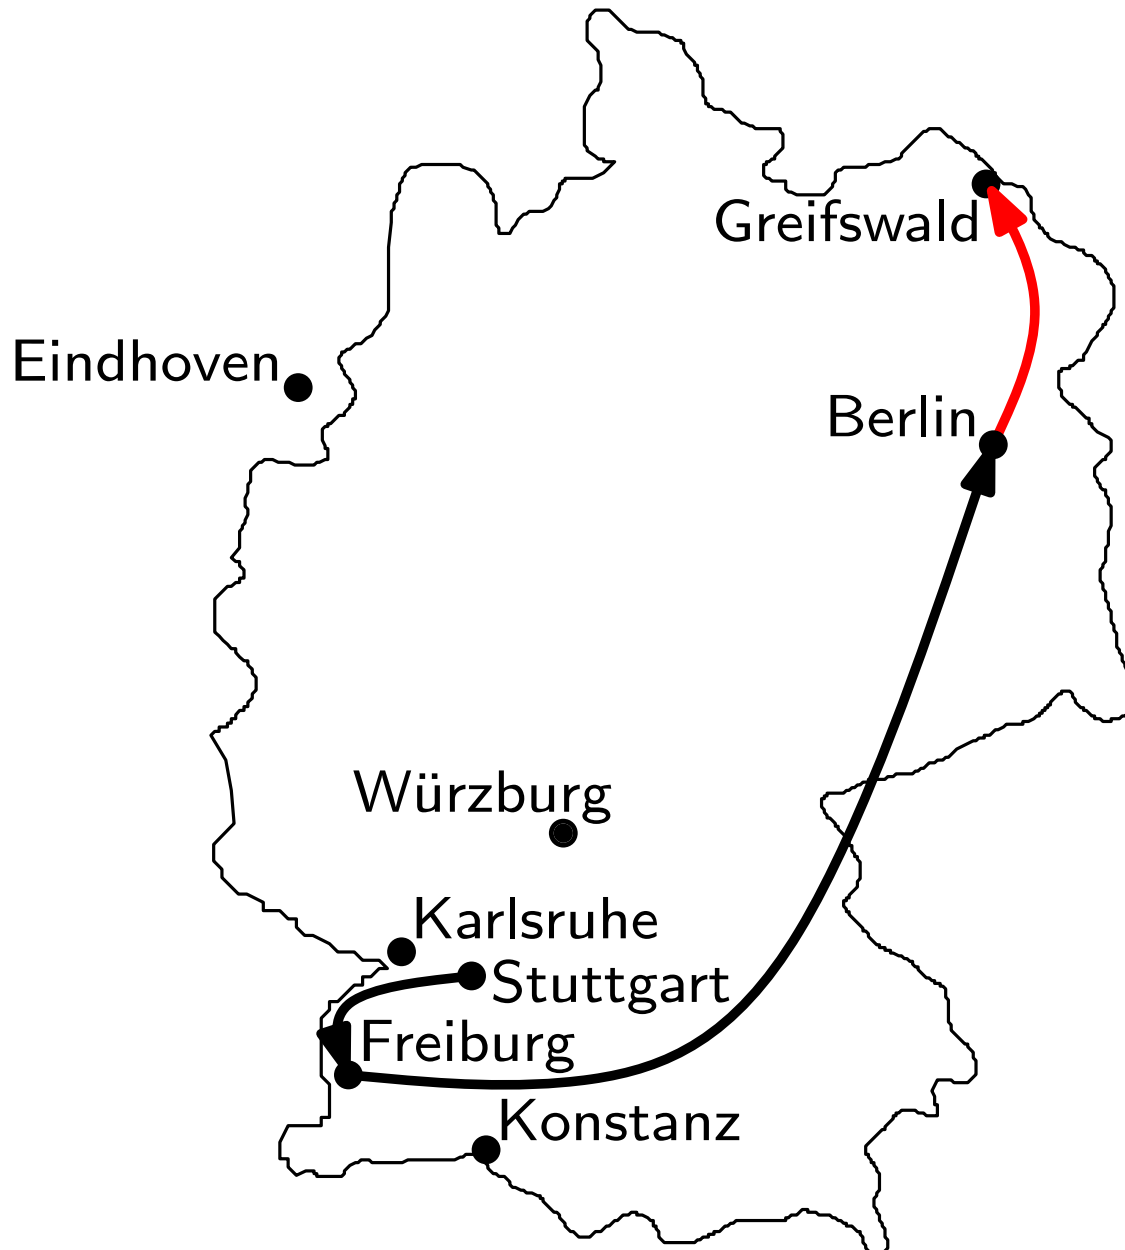 Greifswald
Eindhoven
Berlin
Würzburg
Karlsruhe
Stuttgart
Freiburg
Konstanz